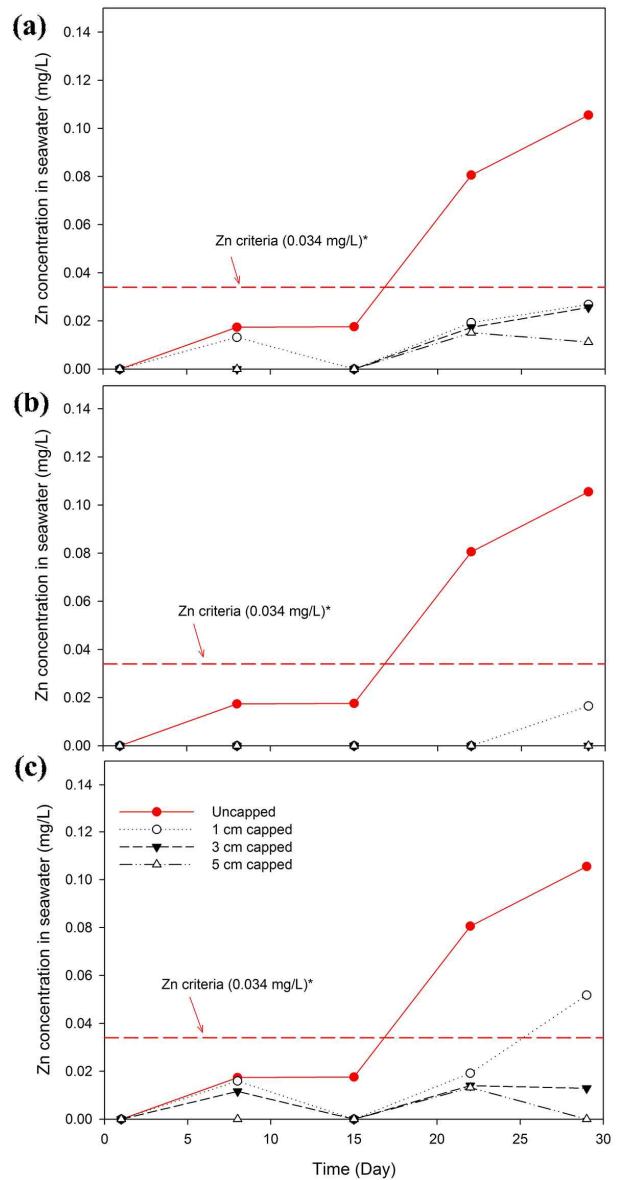 (a)
0.14
0.12
0.10
0.08
0.06
0.04
0.02
0.00
Zn concentration in seawater (mg/L)
Zn criteria (0.034 mg/L)*
(b)
0.14
0.12
0.10
0.08
0.06
0.04
0.02
0.00
Zn concentration in seawater (mg/L)
Zn criteria (0.034 mg/L)*
(c)
0.14
0.12
0.10
0.08
0.06
0.04
0.02
0.00
Zn concentration in seawater (mg/L)
Uncapped
1 cm capped
3 cm capped
5 cm capped
Zn criteria (0.034 mg/L)*
0 5 10 15 20 25 30
Time (Day)